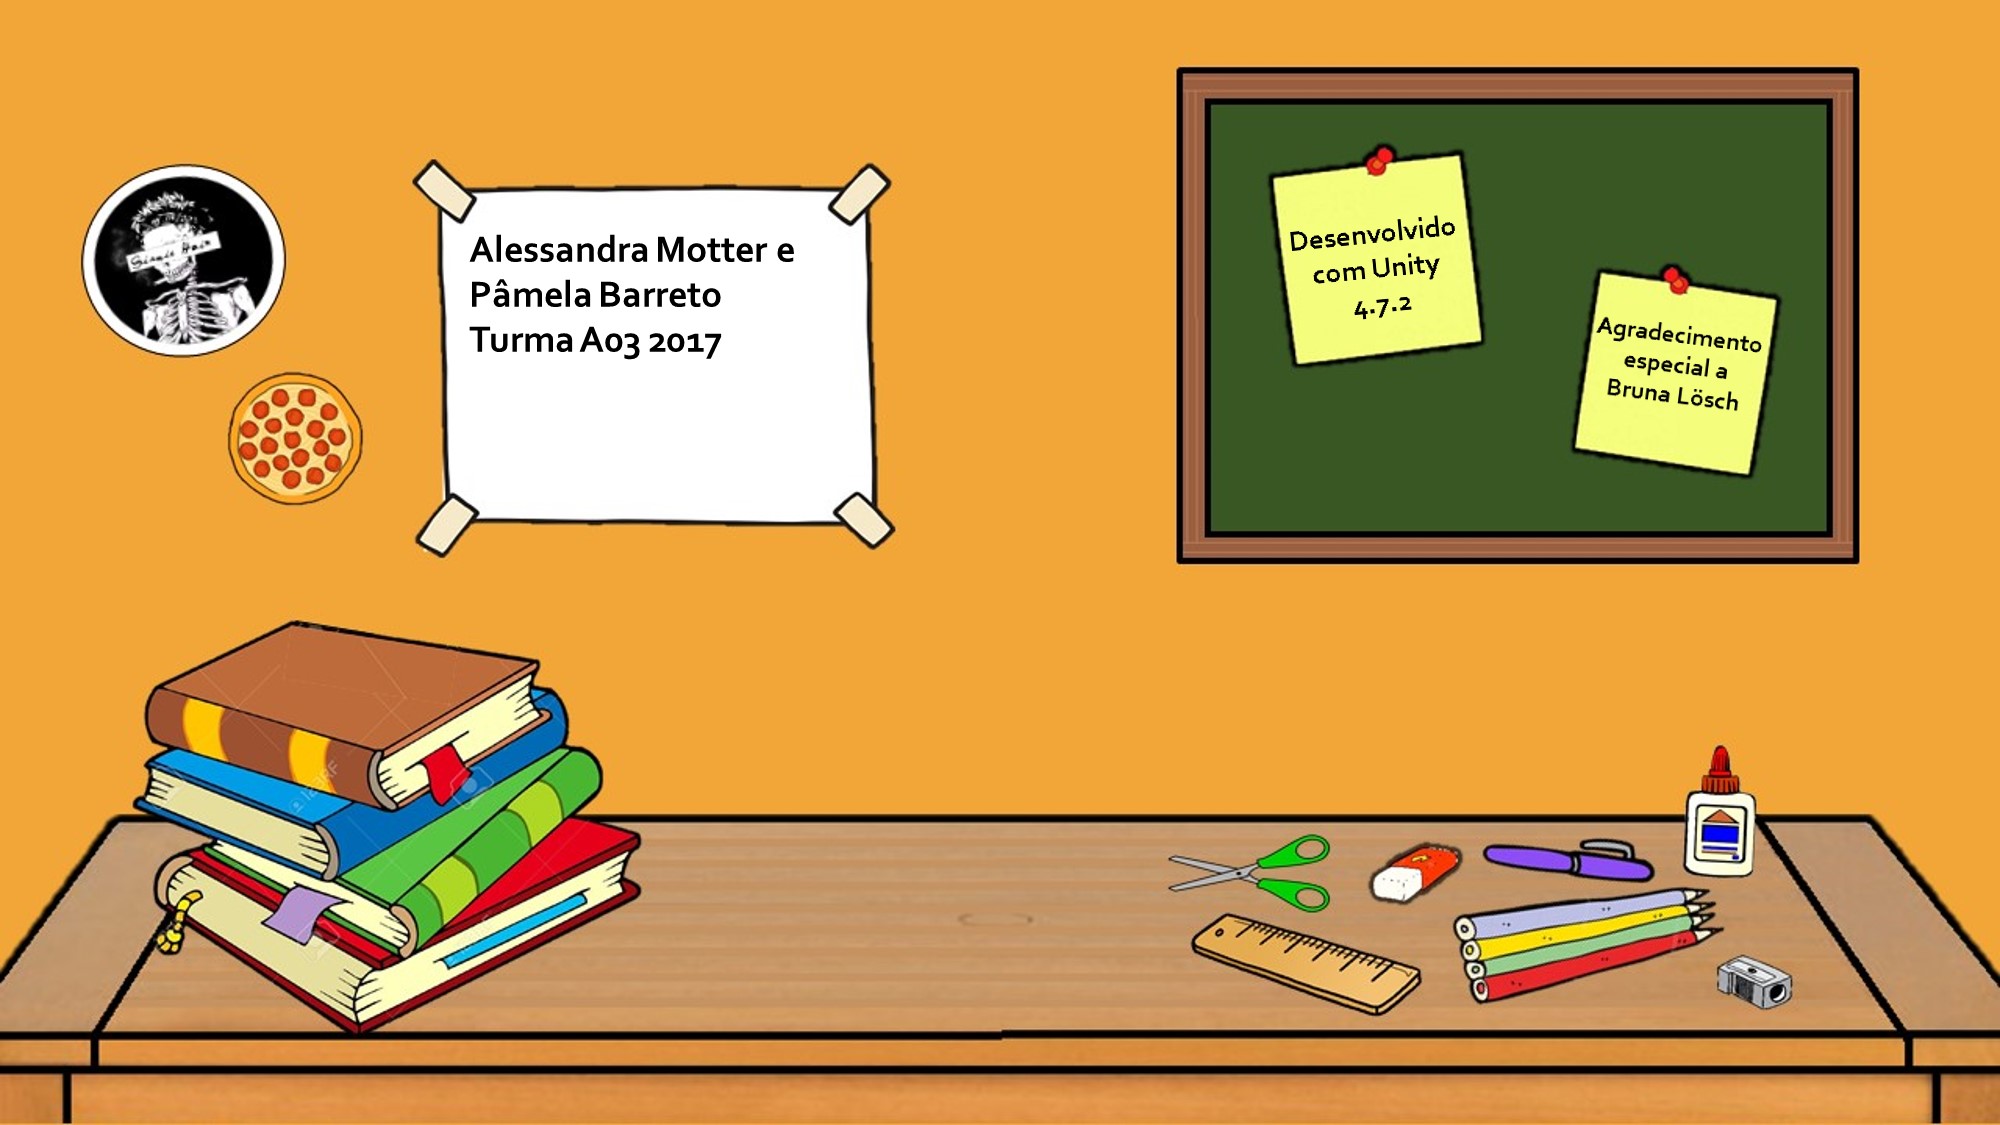 Alessandra Motter e
Pâmela Barreto
Turma A03 2017
Desenvolvido
com Unity
4.7.2
Agradecimento
especial a
Bruna Lösch